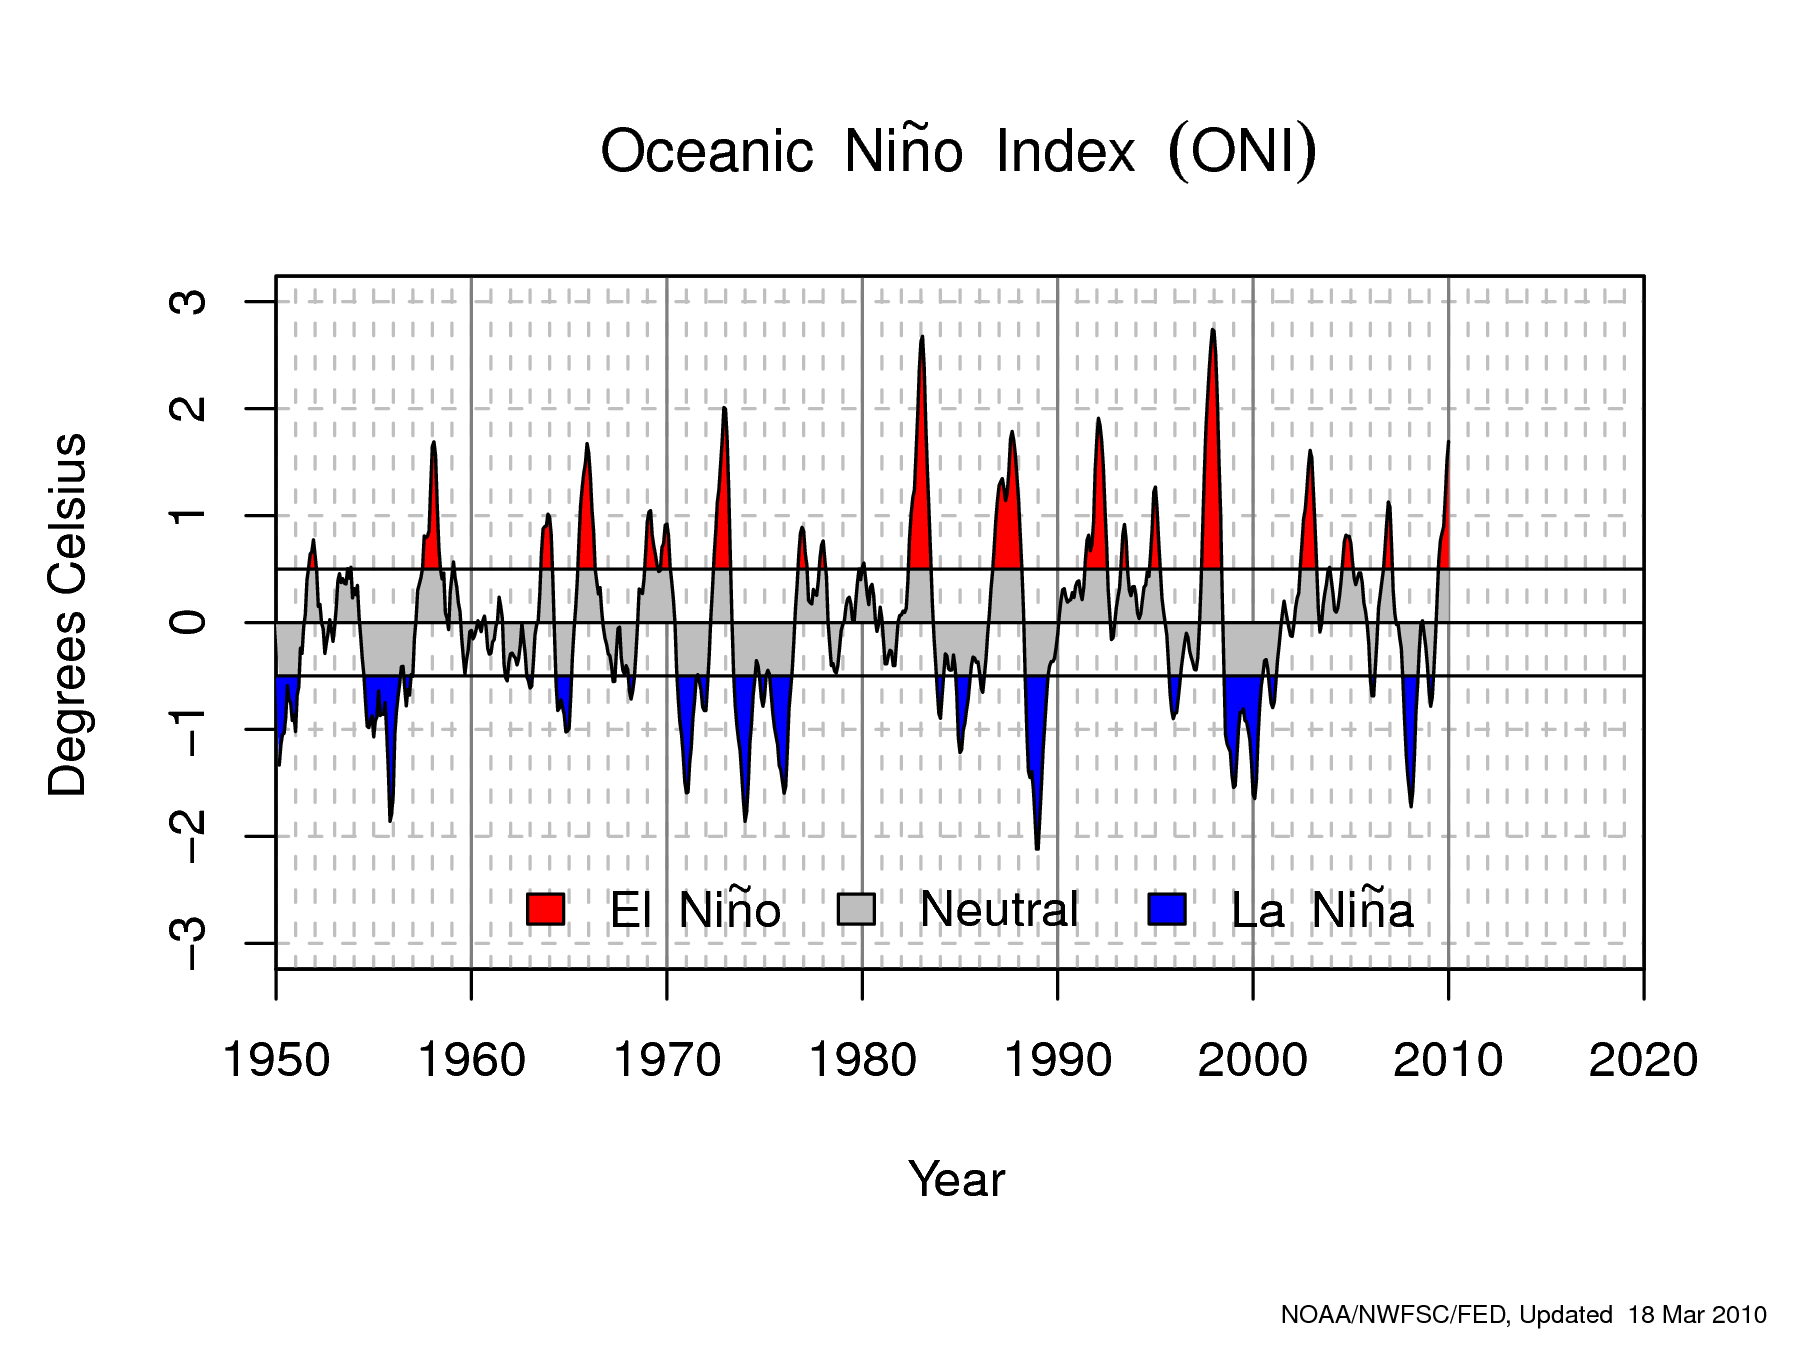 Oceanic Niño Index (ONI)
Degrees Celsius
3
2
1
0
−1
−2
−3
El Niño Neutral La Niña
1950 1960 1970 1980 1990 2000 2010 2020
Year
NOAA/NWFSC/FED, Updated 18 Mar 2010